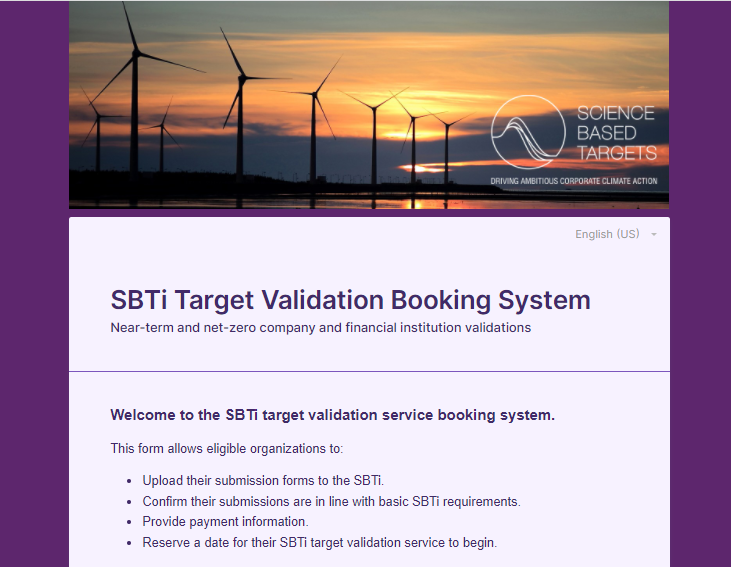 SCIENCE
BASED
TARGETS
DRIVING AMBITIOUS CORPORATE CLIMATE ACTION
English (US)
SBTi Target Validation Booking System
Near-term and net-zero company and financial institution validations
Welcome to the SBTi target validation service booking system.
This form allows eligible organizations to:
• Upload their submission forms to the SBTi.
• Confirm their submissions are in line with basic SBTi requirements.
• Provide payment information.
• Reserve a date for their SBTi target validation service to begin.